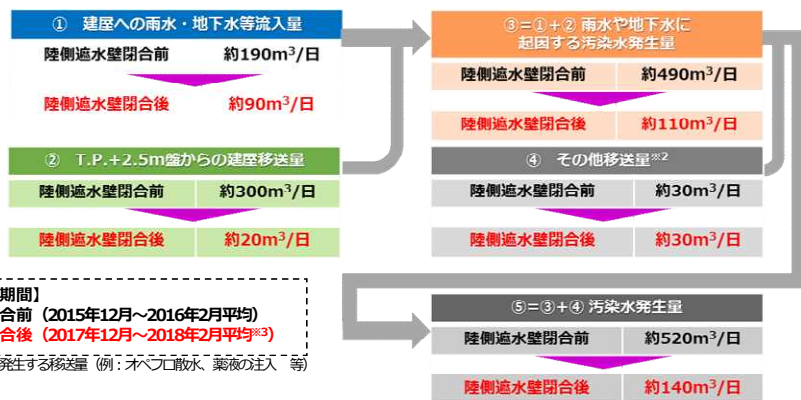 ① 建屋への雨水・地下水等流入量
陸側遮水壁閉合前 約190m³/日
陸側遮水壁閉合後 約90m³/日
② T.P.+2.5m盤からの建屋移送量
陸側遮水壁閉合前 約300m³/日
陸側遮水壁閉合後 約20m³/日
③=①+② 雨水や地下水に
起因する汚染水発生量
陸側遮水壁閉合前 約490m³/日
陸側遮水壁閉合後 約110m³/日
④ その他移送量※2
陸側遮水壁閉合前 約30m³/日
陸側遮水壁閉合後 約30m³/日
⑤=③+④ 汚染水発生量
陸側遮水壁閉合前 約520m³/日
陸側遮水壁閉合後 約140m³/日
期間】
合前(2015年12月~2016年2月平均)
合後(2017年12月~2018年2月平均※3)
発生する移送量(例:オペフロ散水、薬液の注入 等)